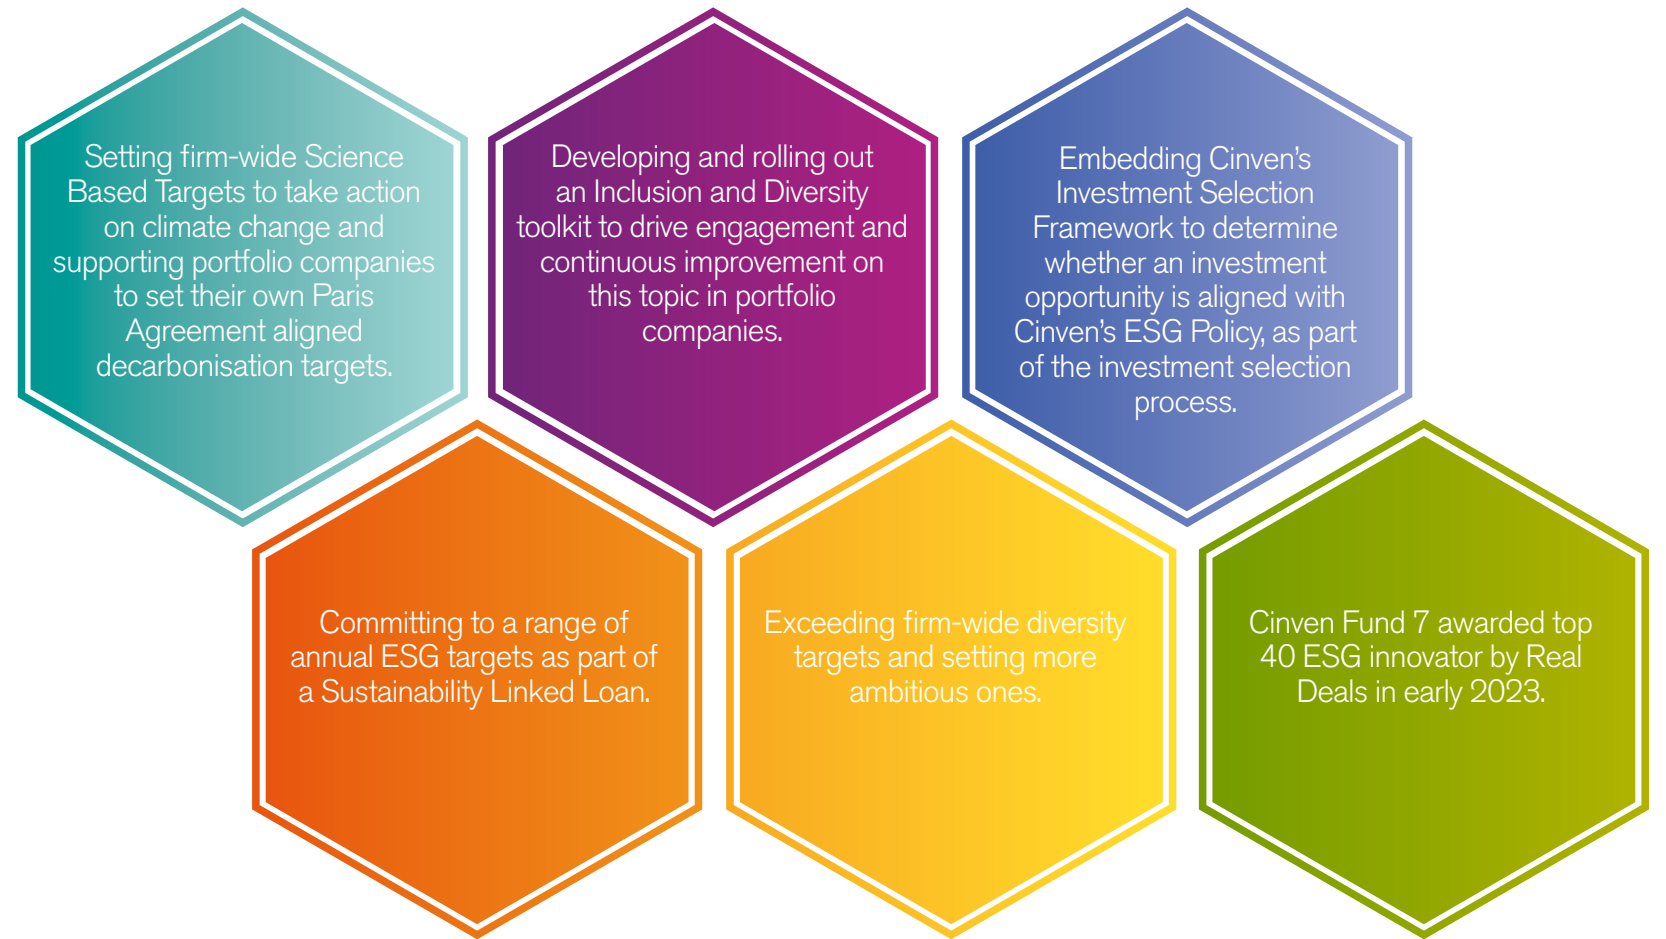 Setting firm-wide Science
Based Targets to take action
on climate change and
supporting portfolio companies
to set their own Paris
Agreement aligned
decarbonisation targets.
Developing and rolling out
an Inclusion and Diversity
toolkit to drive engagement and
continuous improvement on
this topic in portfolio
companies.
Embedding Cinven’s
Investment Selection
Framework to determine
whether an investment
opportunity is aligned with
Cinven’s ESG Policy, as part
of the investment selection
process.
Committing to a range of
annual ESG targets as part of
a Sustainability Linked Loan.
Exceeding firm-wide diversity
targets and setting more
ambitious ones.
Cinven Fund 7 awarded top
40 ESG innovator by Real
Deals in early 2023.